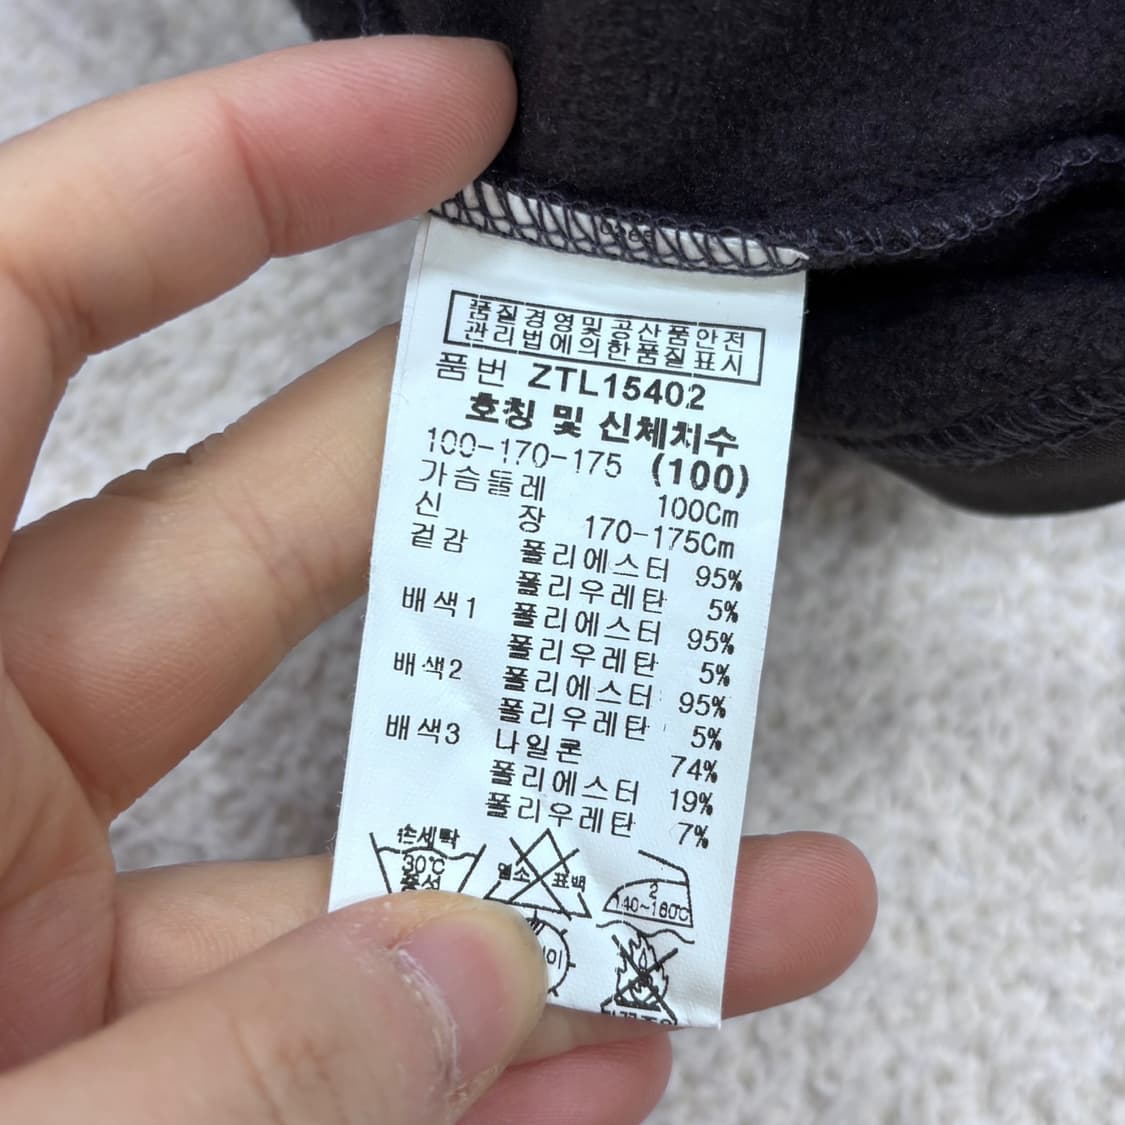 품질경영및공산품안전
관리법에의한품질표시
품번 ZTL15402
호칭 및 신체치수
100-170-175 (100)
가슴둘레 100Cm
신 장 170-175Cm
겉감 폴리에스터 95%
폴리우레탄 5%
배색1 폴리에스터 95%
폴리우레탄 5%
배색2 폴리에스터 95%
폴리우레탄 5%
배색3 나일론 74%
폴리에스터 19%
폴리우레탄 7%
손세탁
30℃
중성
염소 표백
2
140~160℃